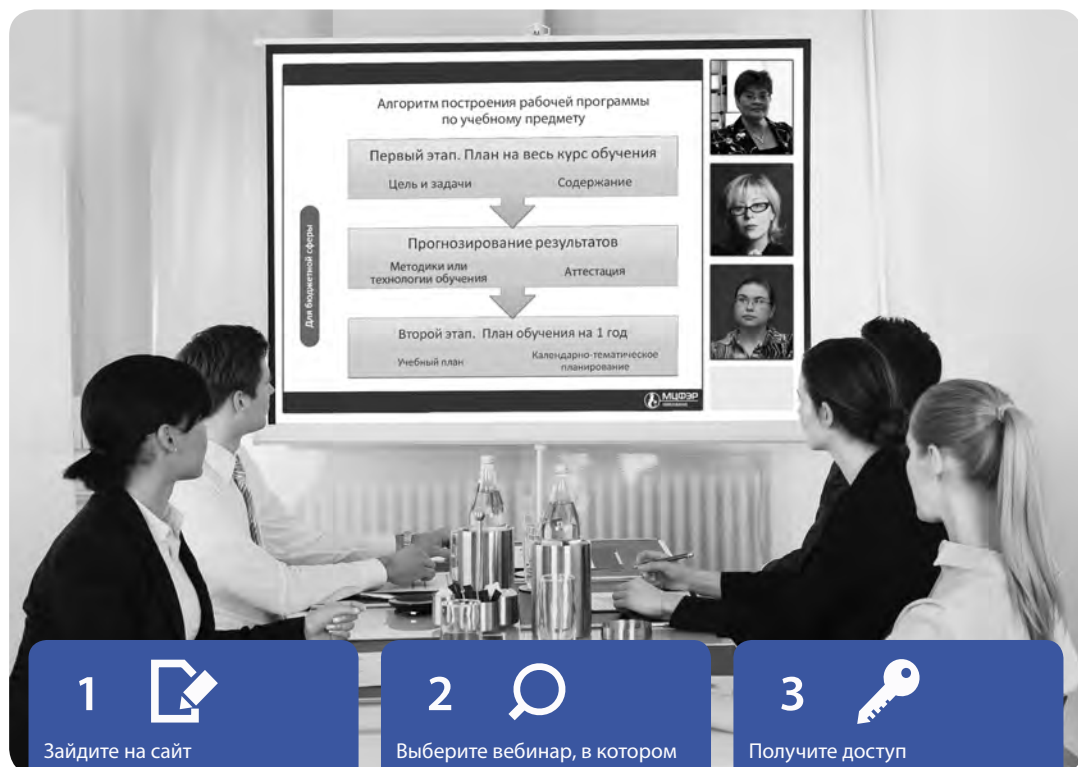 Алгоритм построения рабочей программы
по учебному предмету
Первый этап. План на весь курс обучения
Цель и задачи
Содержание
Прогнозирование результатов
Методики или
технологии обучения
Аттестация
Второй этап. План обучения на 1 год
Учебный план
Календарно-тематическое
планирование
Для бюджетной сферы
МЦФЭР
1
Зайдите на сайт
2
Выберите вебинар, в котором
3
Получите доступ